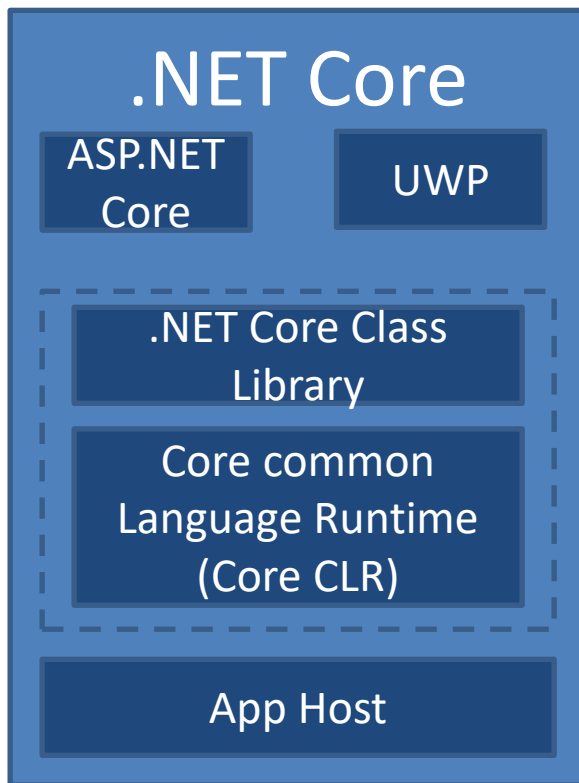 .NET Core
ASP.NET
Core
UWP
.NET Core Class
Library
Core common
Language Runtime
(Core CLR)
App Host